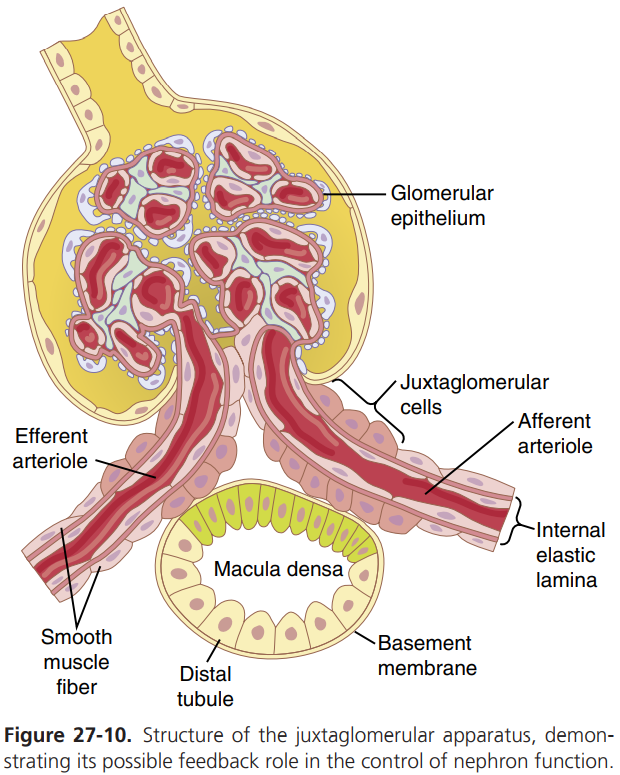 Glomerular
epithelium
Juxtaglomerular
cells
Afferent
arteriole
Efferent
arteriole
Internal
elastic
lamina
Macula densa
Smooth
muscle
fiber
Basement
membrane
Distal
tubule
Figure 27-10. Structure of the juxtaglomerular apparatus, demon-
strating its possible feedback role in the control of nephron function.